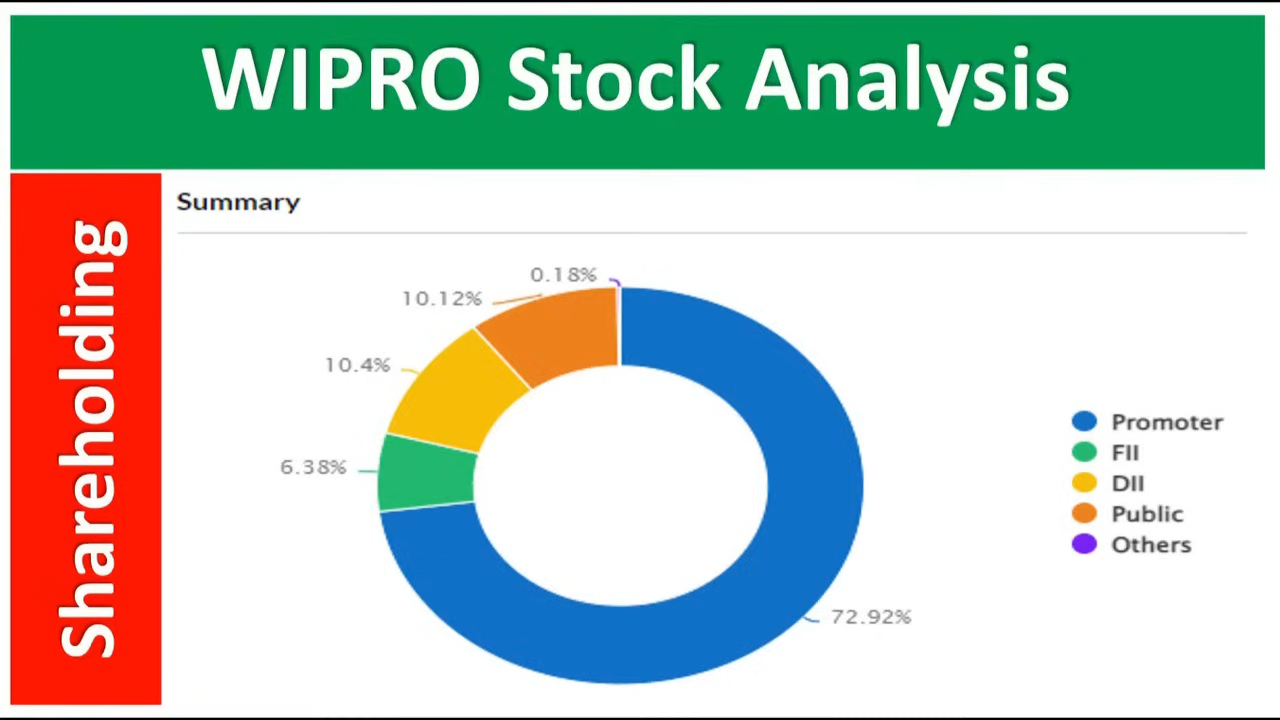 WIPRO Stock Analysis
Shareholding
Summary
0.18%
10.12%
10.4%
6.38%
72.92%
Promoter
FII
DII
Public
Others